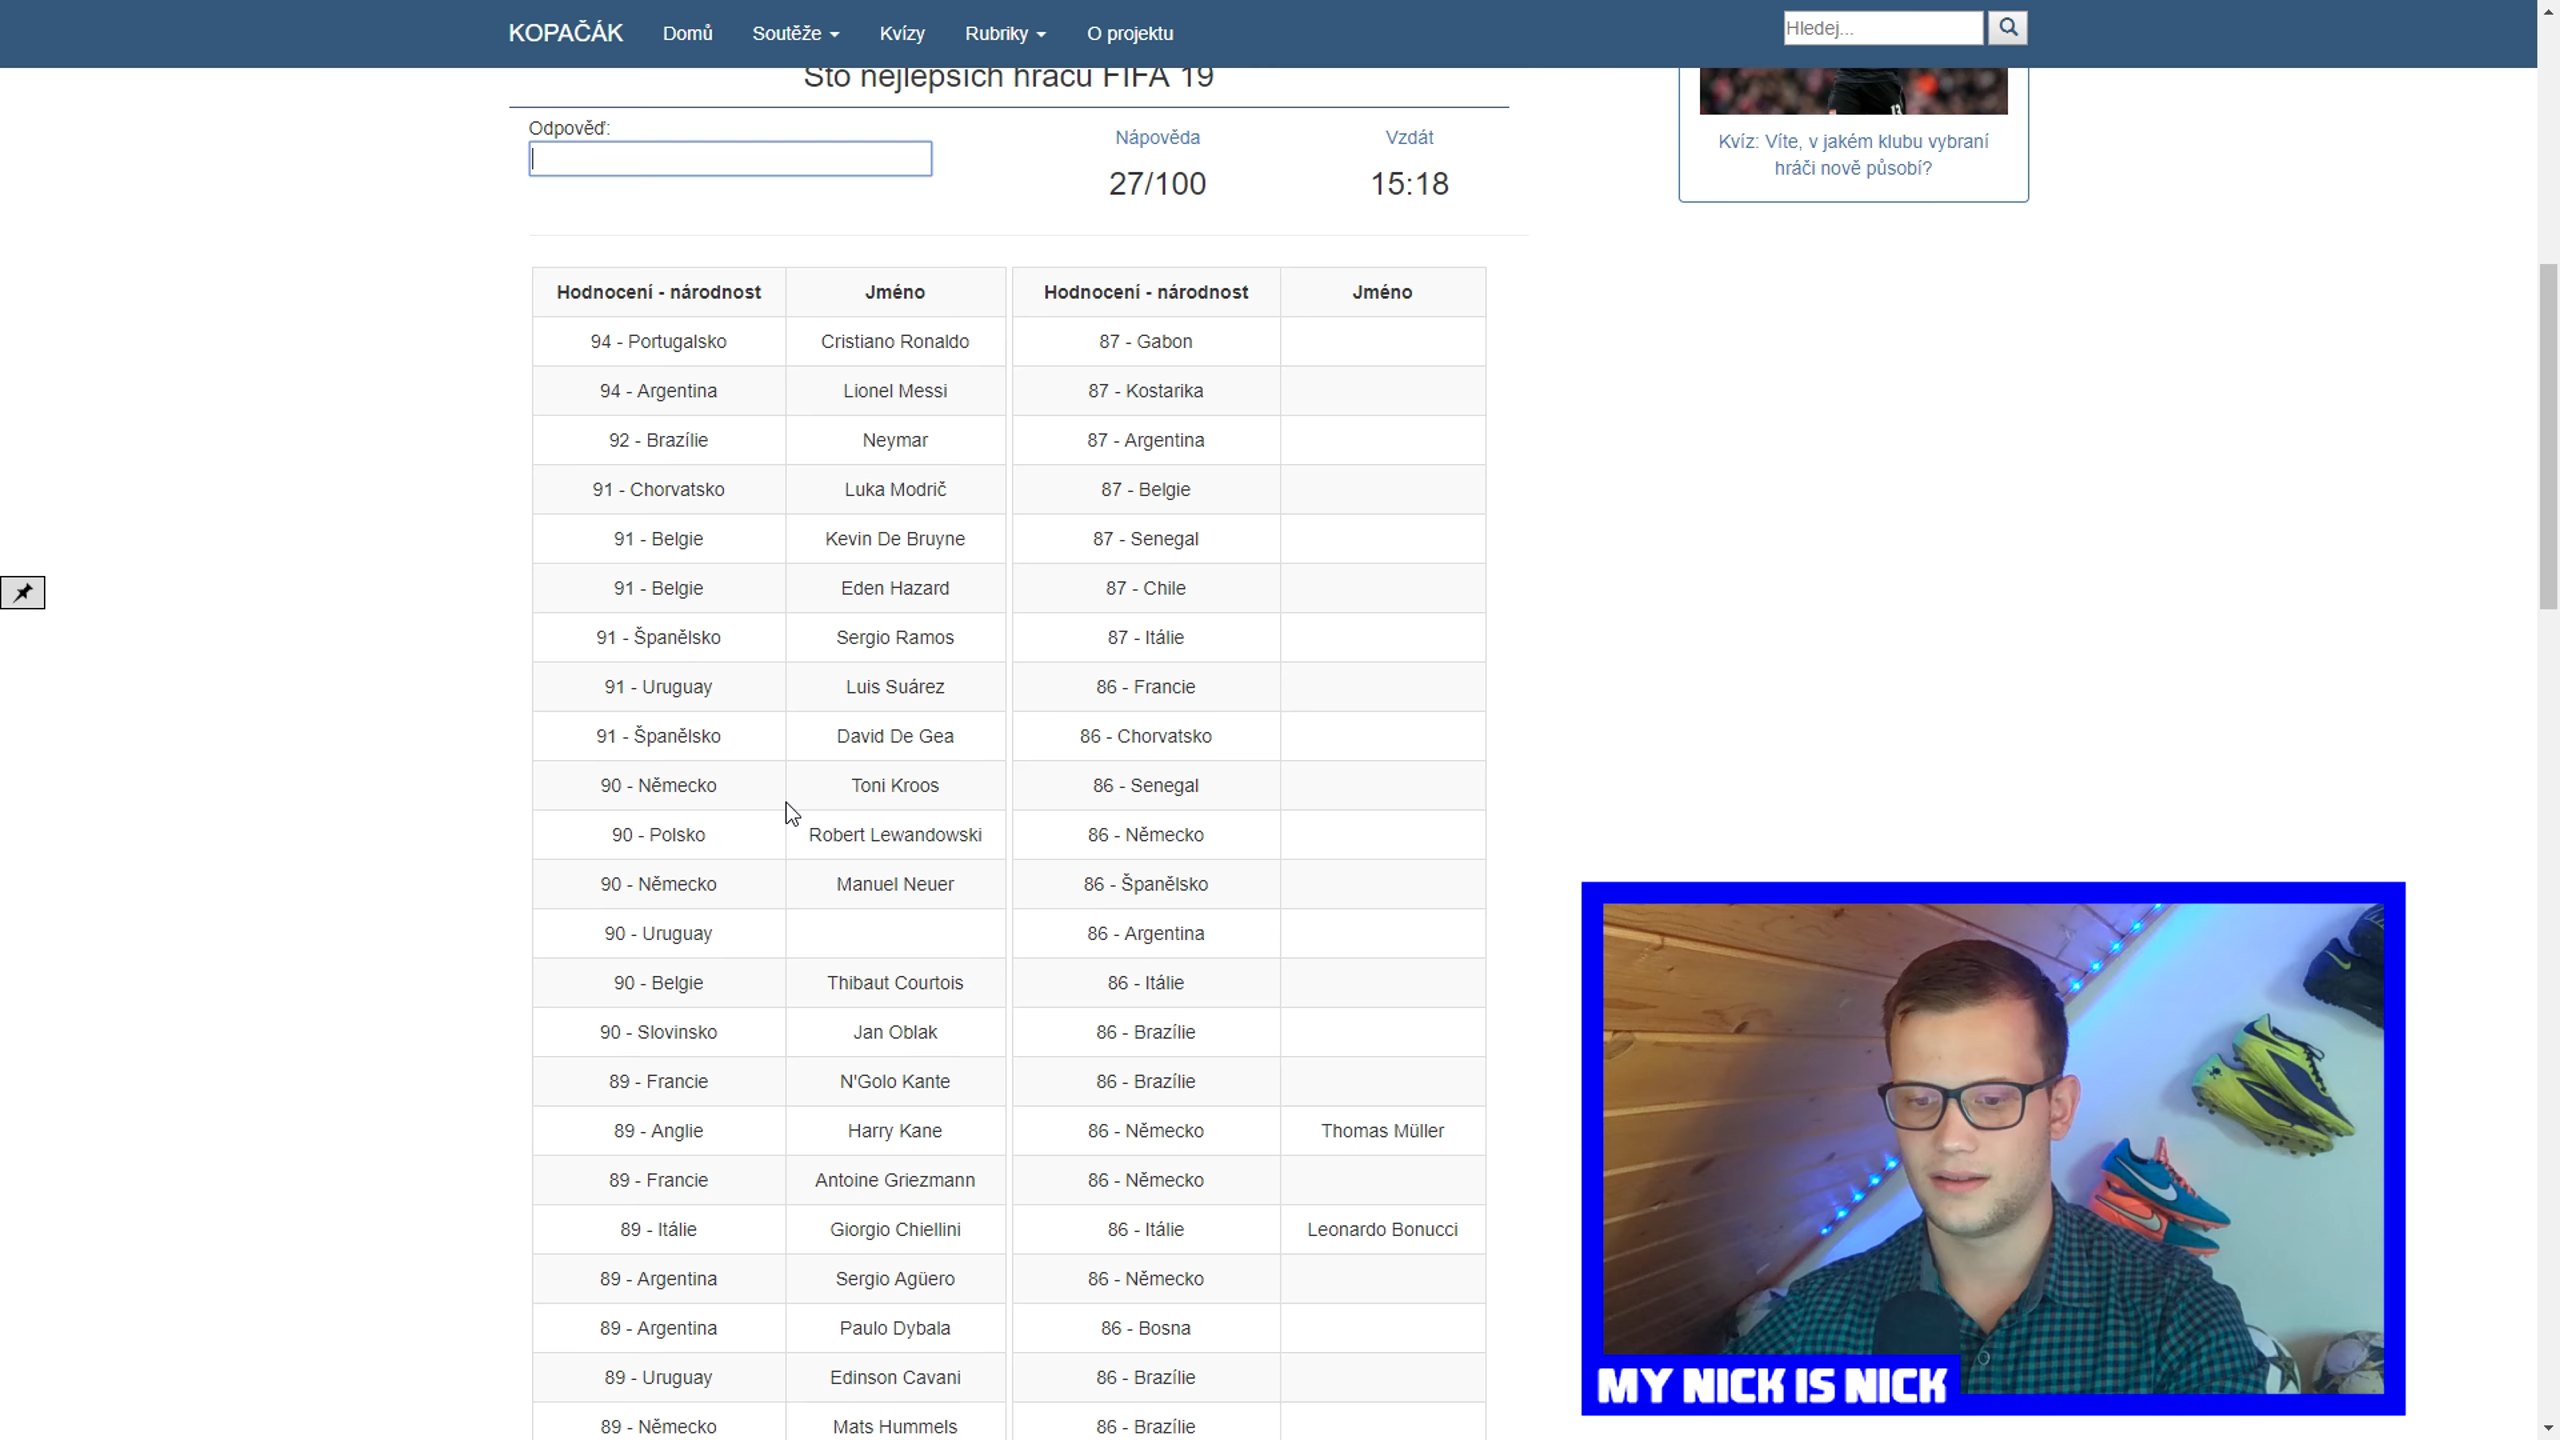 KOPAČÁK Domů Soutěže Kvízy Rubriky O projektu Hledej...
Sto nejlepších hráčů FIFA 19
Odpověď: Nápověda Vzdát
27/100 15:18
Kvíz: Víte, v jakém klubu vybraní
hráči nově působí?
Hodnocení - národnost Jméno Hodnocení - národnost Jméno
94 - Portugalsko Cristiano Ronaldo 87 - Gabon
94 - Argentina Lionel Messi 87 - Kostarika
92 - Brazílie Neymar 87 - Argentina
91 - Chorvatsko Luka Modrič 87 - Belgie
91 - Belgie Kevin De Bruyne 87 - Senegal
91 - Belgie Eden Hazard 87 - Chile
91 - Španělsko Sergio Ramos 87 - Itálie
91 - Uruguay Luis Suárez 86 - Francie
91 - Španělsko David De Gea 86 - Chorvatsko
90 - Německo Toni Kroos 86 - Senegal
90 - Polsko Robert Lewandowski 86 - Německo
90 - Německo Manuel Neuer 86 - Španělsko
90 - Uruguay 86 - Argentina
90 - Belgie Thibaut Courtois 86 - Itálie
90 - Slovinsko Jan Oblak 86 - Brazílie
89 - Francie N'Golo Kante 86 - Brazílie
89 - Anglie Harry Kane 86 - Německo Thomas Müller
89 - Francie Antoine Griezmann 86 - Německo
89 - Itálie Giorgio Chiellini 86 - Itálie Leonardo Bonucci
89 - Argentina Sergio Agüero 86 - Německo
89 - Argentina Paulo Dybala 86 - Bosna
89 - Uruguay Edinson Cavani 86 - Brazílie
89 - Německo Mats Hummels 86 - Brazílie
MY NICK IS NICK